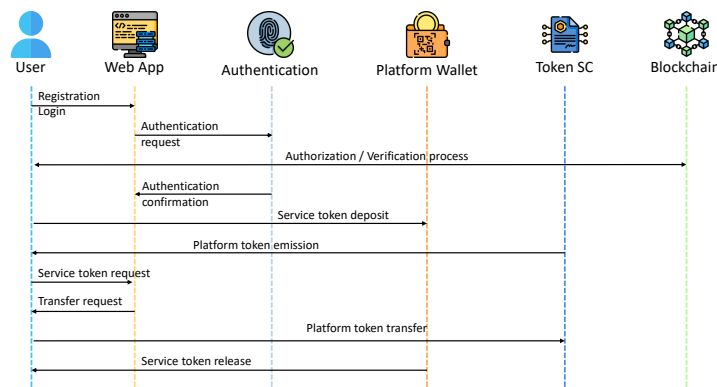 User
Web App
Authentication
Platform Wallet
Token SC
Blockchain
Registration
Login
Authentication
request
Authorization / Verification process
Authentication
confirmation
Service token deposit
Platform token emission
Service token request
Transfer request
Platform token transfer
Service token release